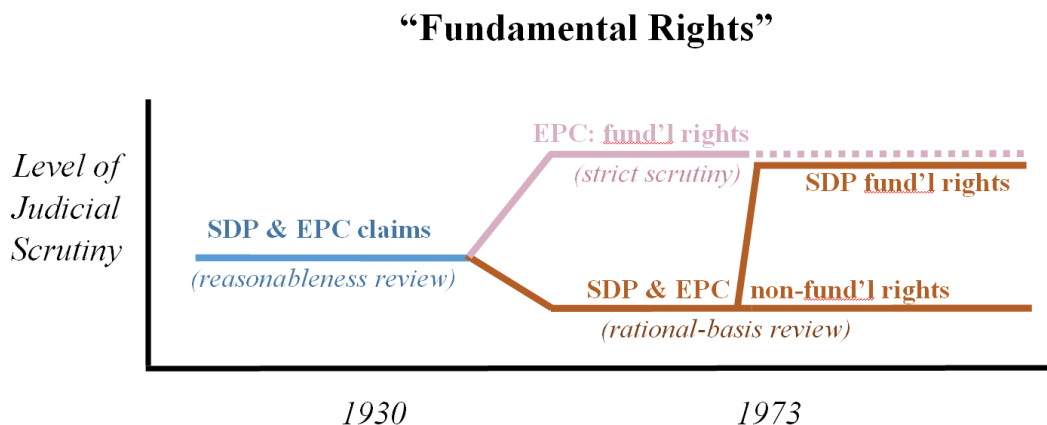 “Fundamental Rights”
Level of
Judicial
Scrutiny
EPC: fund’l rights
(strict scrutiny)
SDP fund’l rights
SDP & EPC claims
(reasonableness review)
SDP & EPC non-fund’l rights
(rational-basis review)
1930
1973